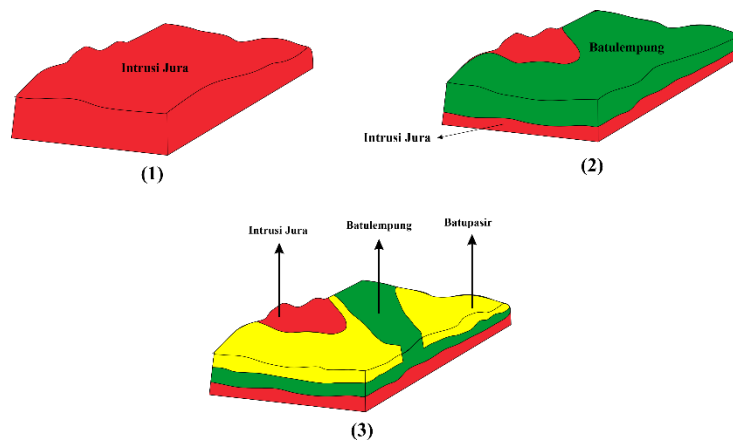 Intrusi Jura
(1)
Batulempung
Intrusi Jura
(2)
Intrusi Jura
Batulempung
Batupasir
(3)